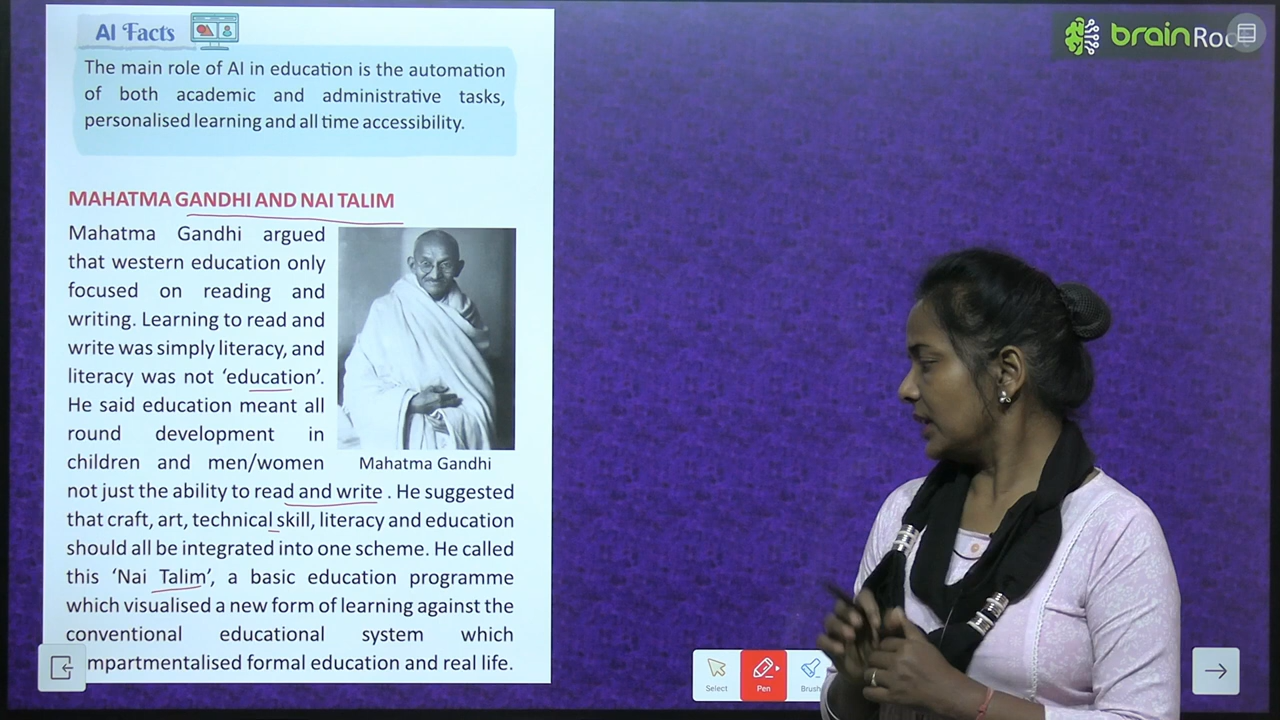 AI Facts
The main role of AI in education is the automation
of both academic and administrative tasks,
personalised learning and all time accessibility.
brain
MAHATMA GANDHI AND NAI TALIM
Mahatma Gandhi argued
that western education only
focused on reading and
writing. Learning to read and
write was simply literacy, and
literacy was not ‘education’.
He said education meant all
round development in
children and men/women
Mahatma Gandhi
not just the ability to read and write . He suggested
that craft, art, technical skill, literacy and education
should all be integrated into one scheme. He called
this ‘Nai Talim’, a basic education programme
which visualised a new form of learning against the
conventional educational system which
mpartmentalised formal education and real life.
Select
Pen
Brush